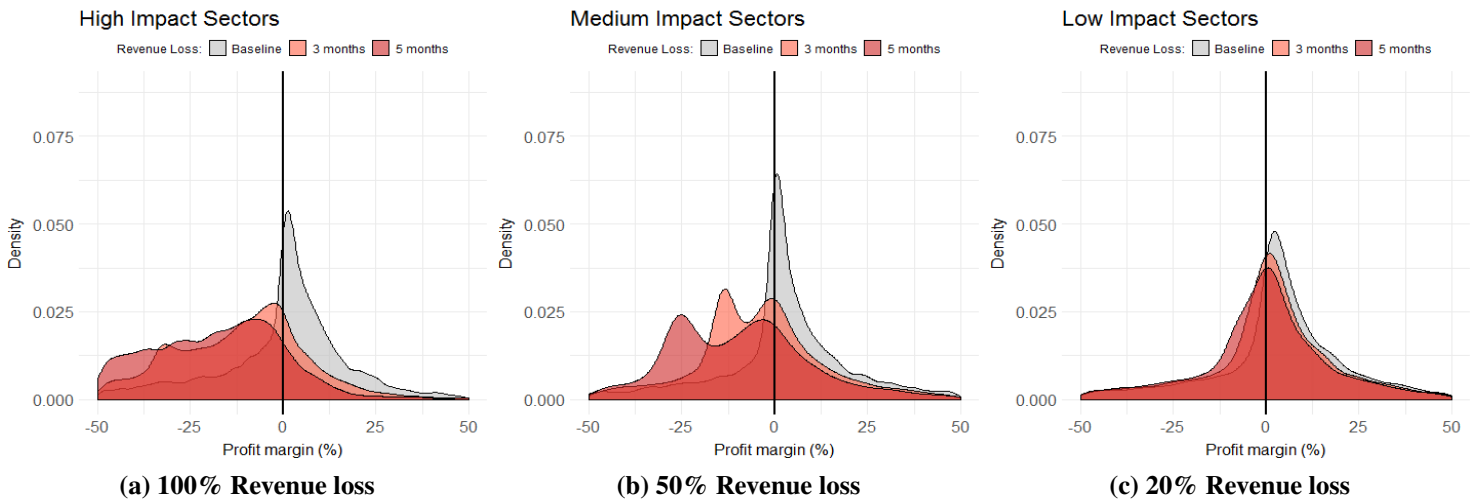 High Impact Sectors
Revenue Loss: Baseline 3 months 5 months
0.075
0.050
0.025
0.000
Density
-50 -25 0 25 50
Profit margin (%)
(a) 100% Revenue loss
Medium Impact Sectors
Revenue Loss: Baseline 3 months 5 months
0.075
0.050
0.025
0.000
Density
-50 -25 0 25 50
Profit margin (%)
(b) 50% Revenue loss
Low Impact Sectors
Revenue Loss: Baseline 3 months 5 months
0.075
0.050
0.025
0.000
Density
-50 -25 0 25 50
Profit margin (%)
(c) 20% Revenue loss